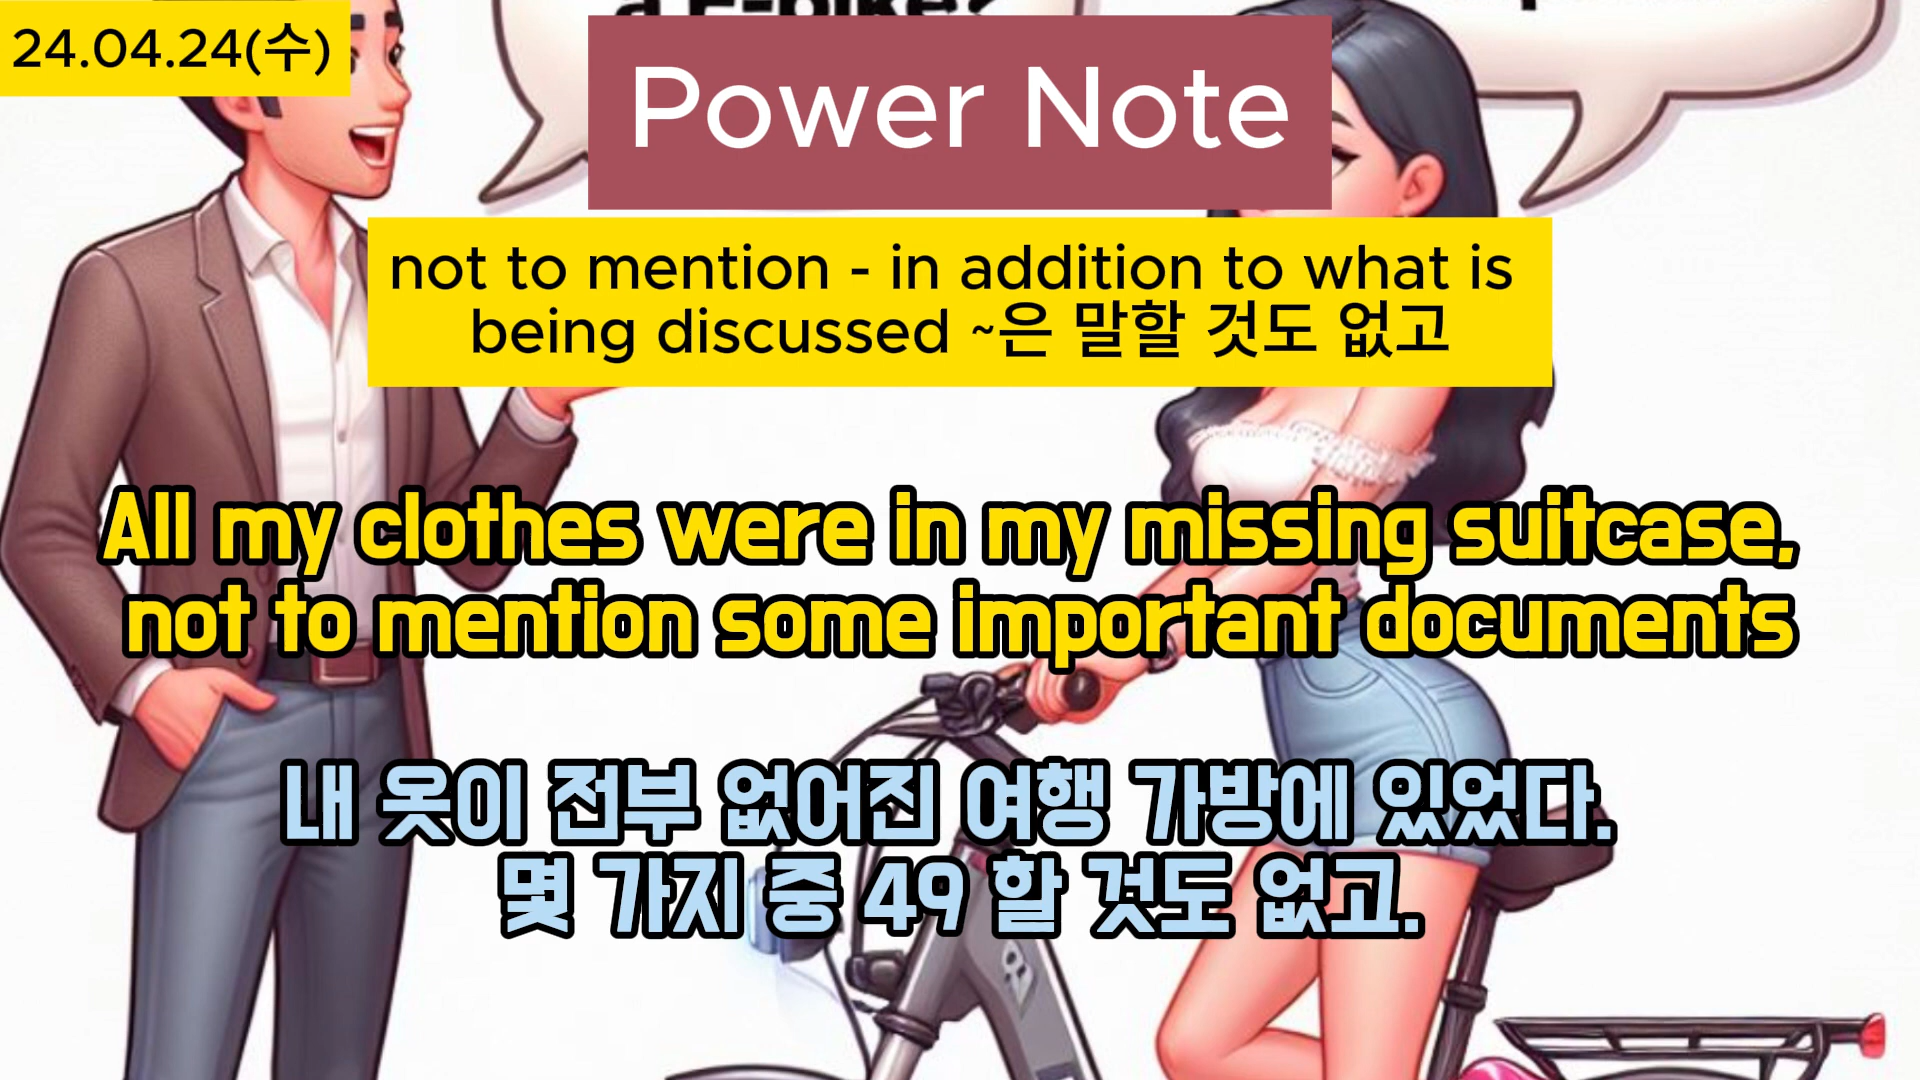 24.04.24(수)
Power Note
not to mention - in addition to what is
being discussed ~은 말할 것도 없고
All my clothes were in my missing suitcase,
not to mention some important documents
내 옷이 전부 없어진 여행 가방에 있었다.
몇 가지 중 49 할 것도 없고.